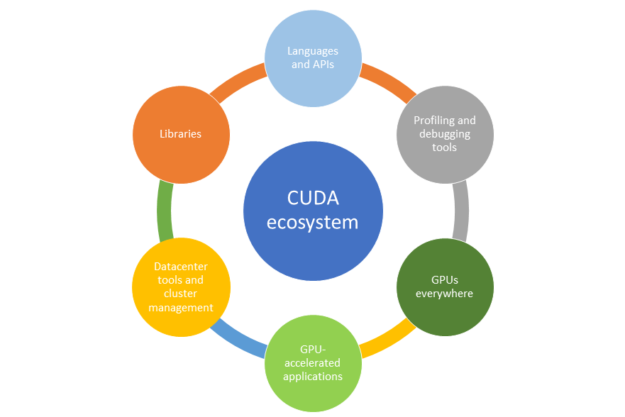 Languages
and APIs
Profiling and
debugging
tools
Libraries
CUDA
ecosystem
Datacenter
tools and
cluster
management
GPUs
everywhere
GPU-
accelerated
applications